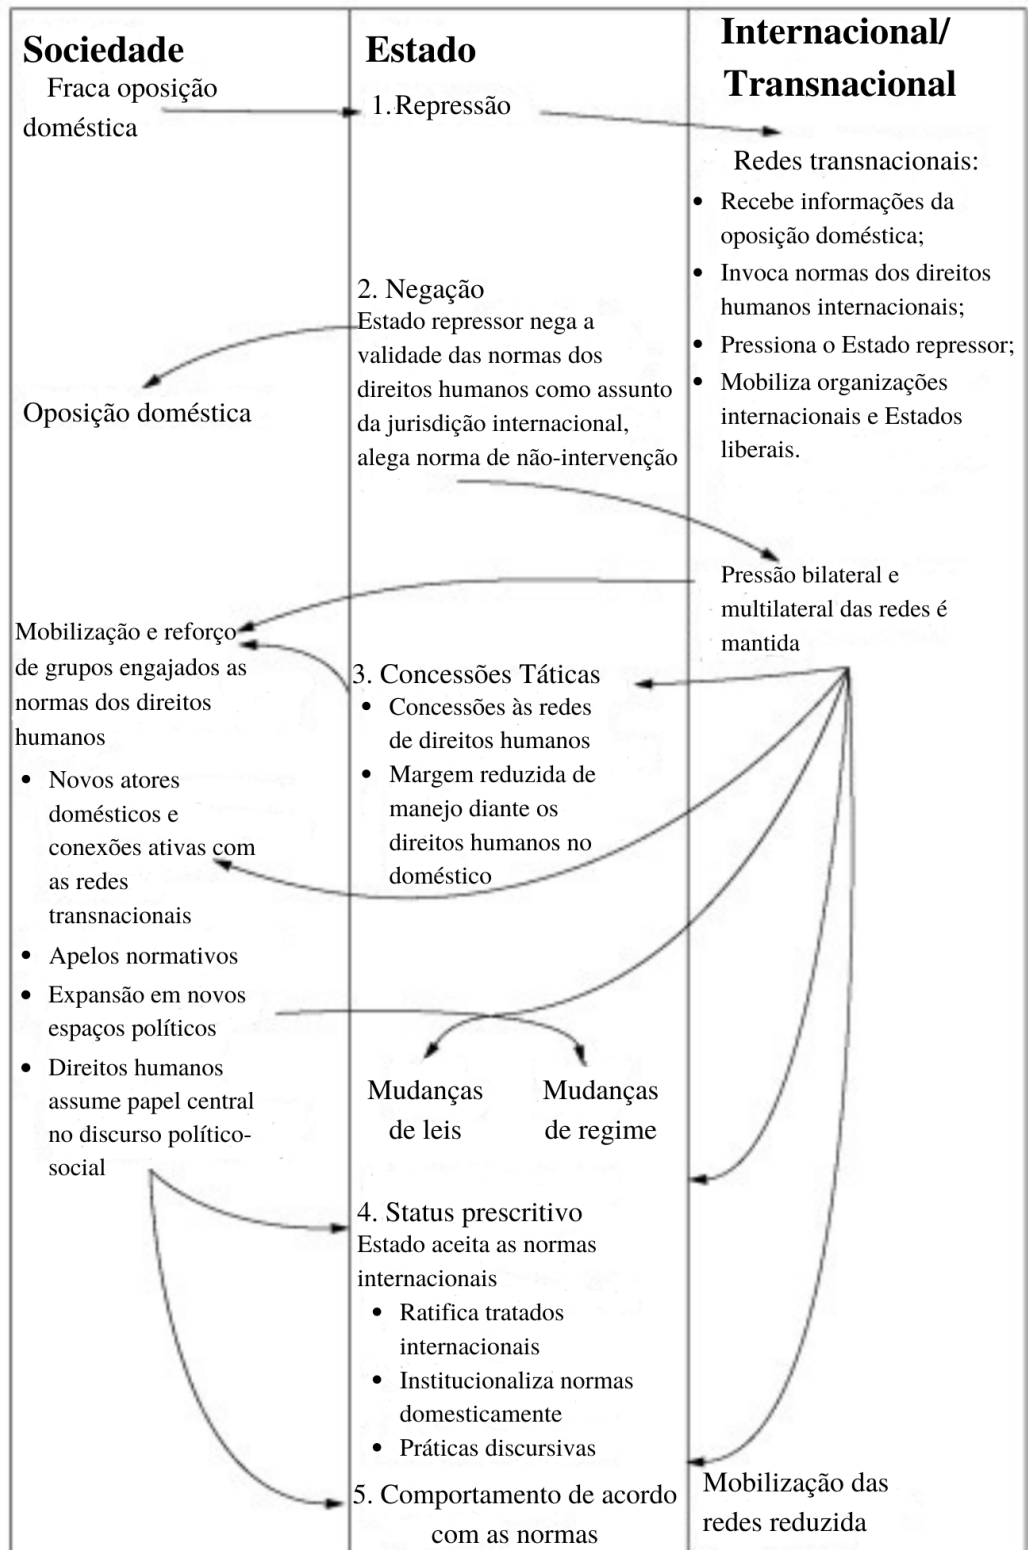 Sociedade
Fraca oposição
doméstica
Estado
1.Repressão
Internacional/
Transnacional
Redes transnacionais:
• Recebe informações da
oposição doméstica;
• Invoca normas dos direitos
humanos internacionais;
• Pressiona o Estado repressor;
• Mobiliza organizações
internacionais e Estados
liberais.
2. Negação
Estado repressor nega a
validade das normas dos
direitos humanos como assunto
da jurisdição internacional,
alega norma de não-intervenção
Oposição doméstica
Pressão bilateral e
multilateral das redes é
mantida
Mobilização e reforço
de grupos engajados as
normas dos direitos
humanos
• Novos atores
domésticos e
conexões ativas com
as redes
transnacionais
• Apelos normativos
• Expansão em novos
espaços políticos
• Direitos humanos
assume papel central
no discurso político-
social
3. Concessões Táticas
• Concessões às redes
de direitos humanos
• Margem reduzida de
manejo diante os
direitos humanos no
doméstico
Mudanças
de leis
Mudanças
de regime
4. Status prescritivo
Estado aceita as normas
internacionais
• Ratifica tratados
internacionais
• Institucionaliza normas
domesticamente
• Práticas discursivas
5. Comportamento de acordo
com as normas
Mobilização das
redes reduzida